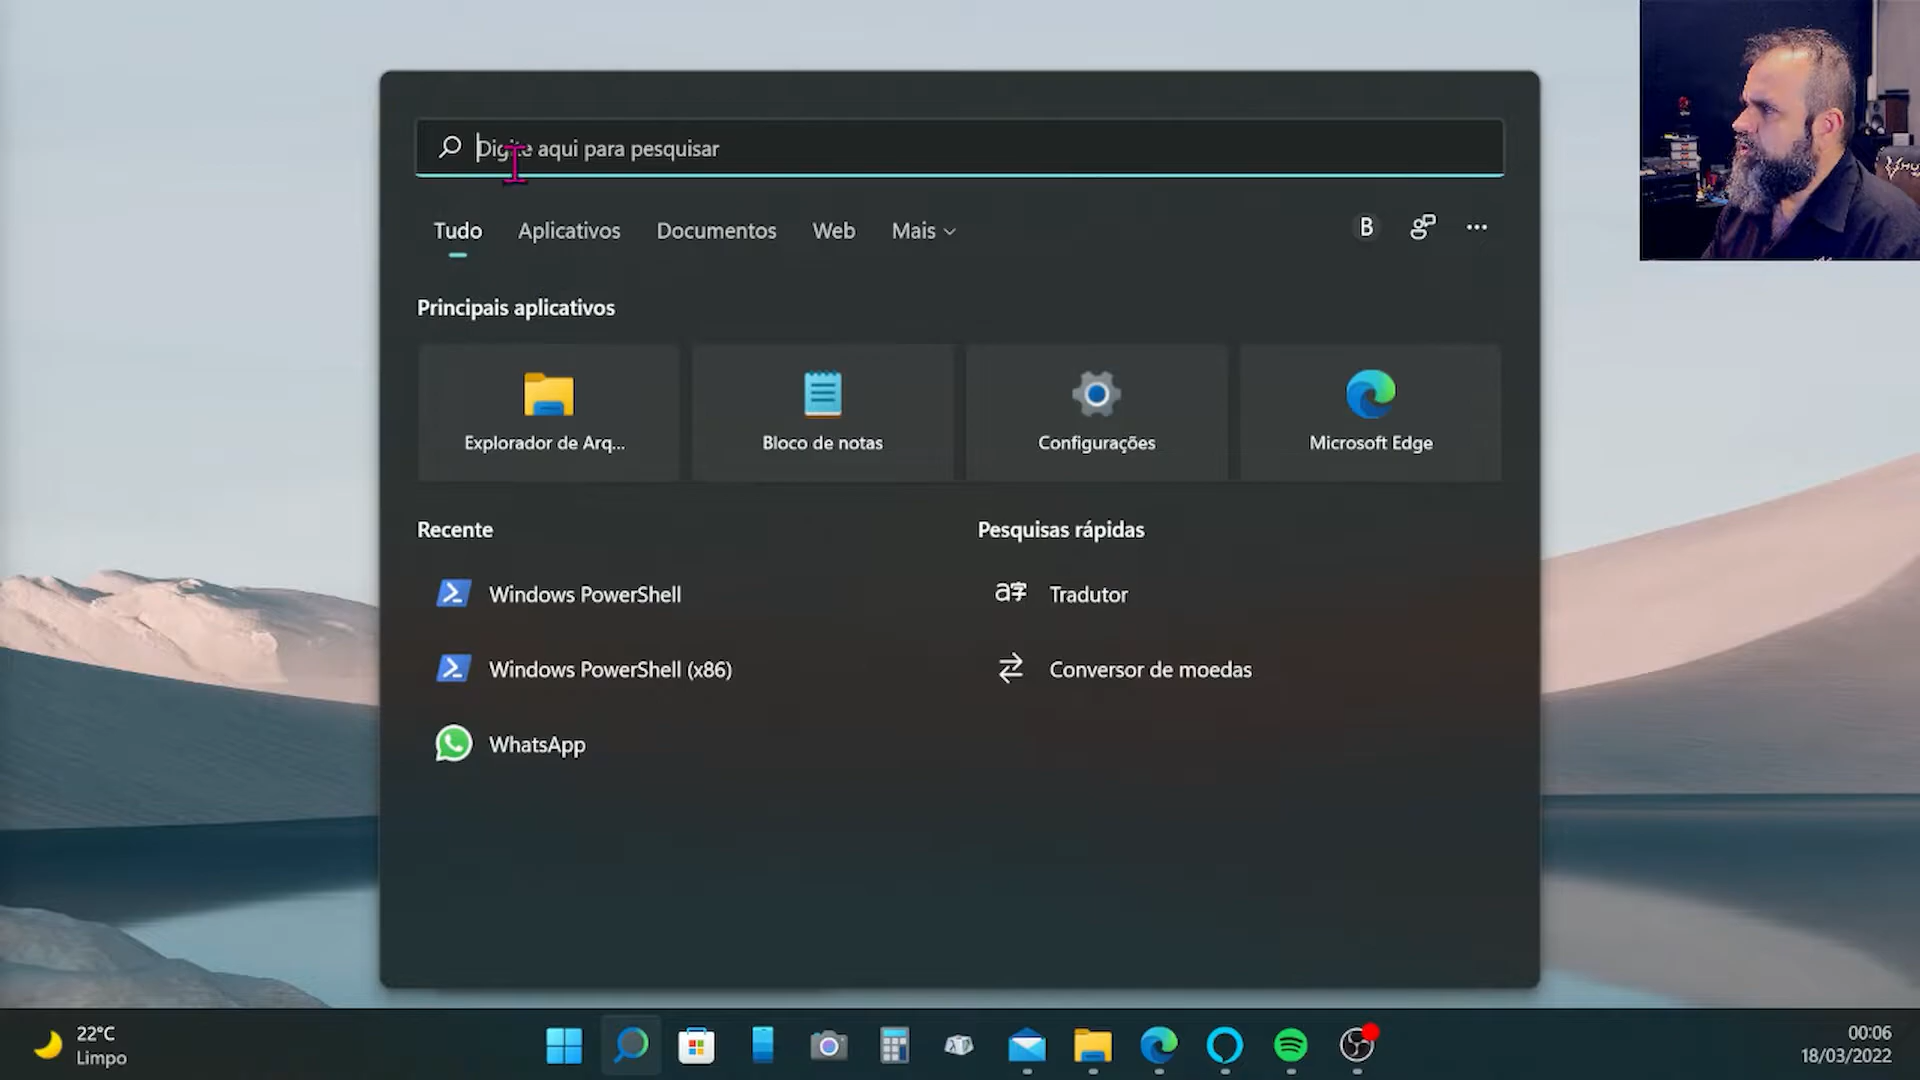 Digite aqui para pesquisar
Tudo Aplicativos Documentos Web Mais B
Principais aplicativos
Explorador de Arq... Bloco de notas Configurações Microsoft Edge
Recente Pesquisas rápidas
Windows PowerShell Tradutor
Windows PowerShell (x86) Conversor de moedas
WhatsApp
22°C 00:06
Limpo 18/03/2022